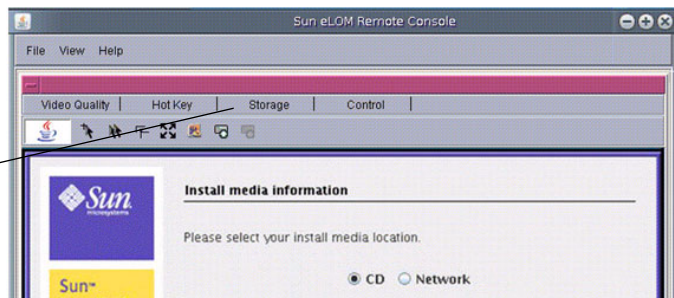 Sun eLOM Remote Console
File View Help
Video Quality Hot Key Storage Control
Sun
microsystems
Install media information
Please select your install media location.
CD Network
Sun™